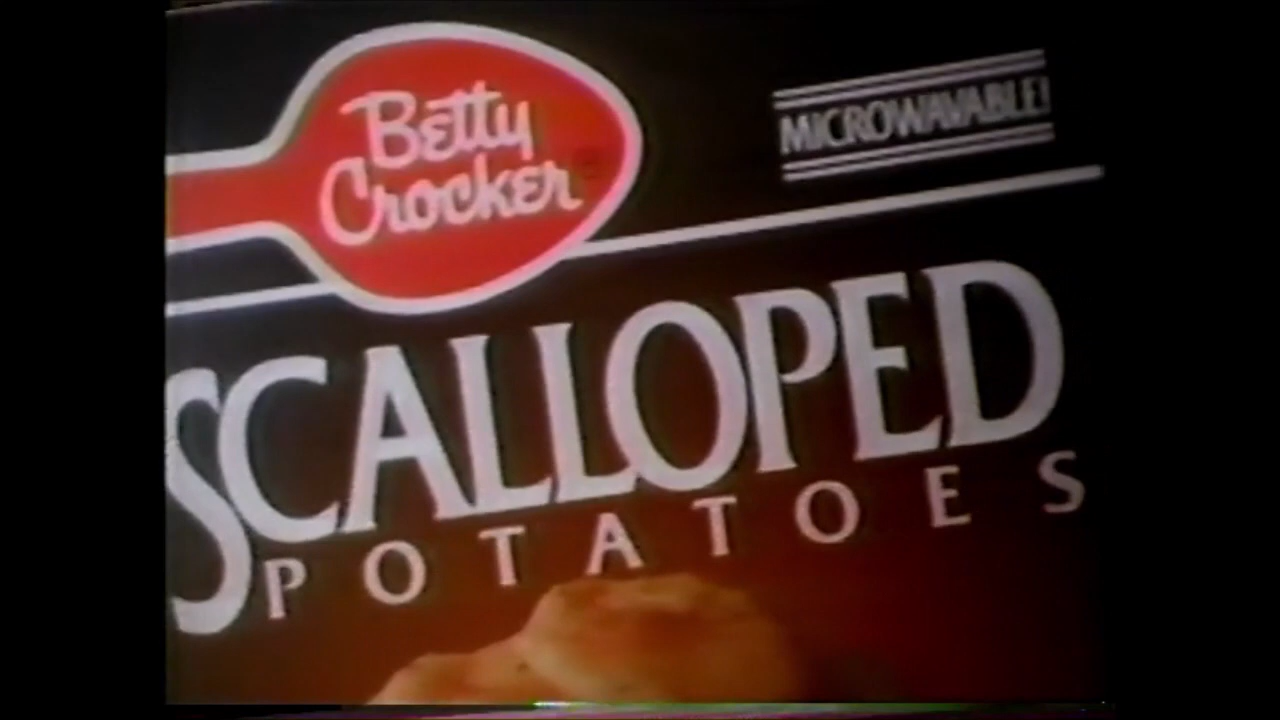 Betty
Crocker
MICROWAVABLE!
SCALLOPED
POTATOES